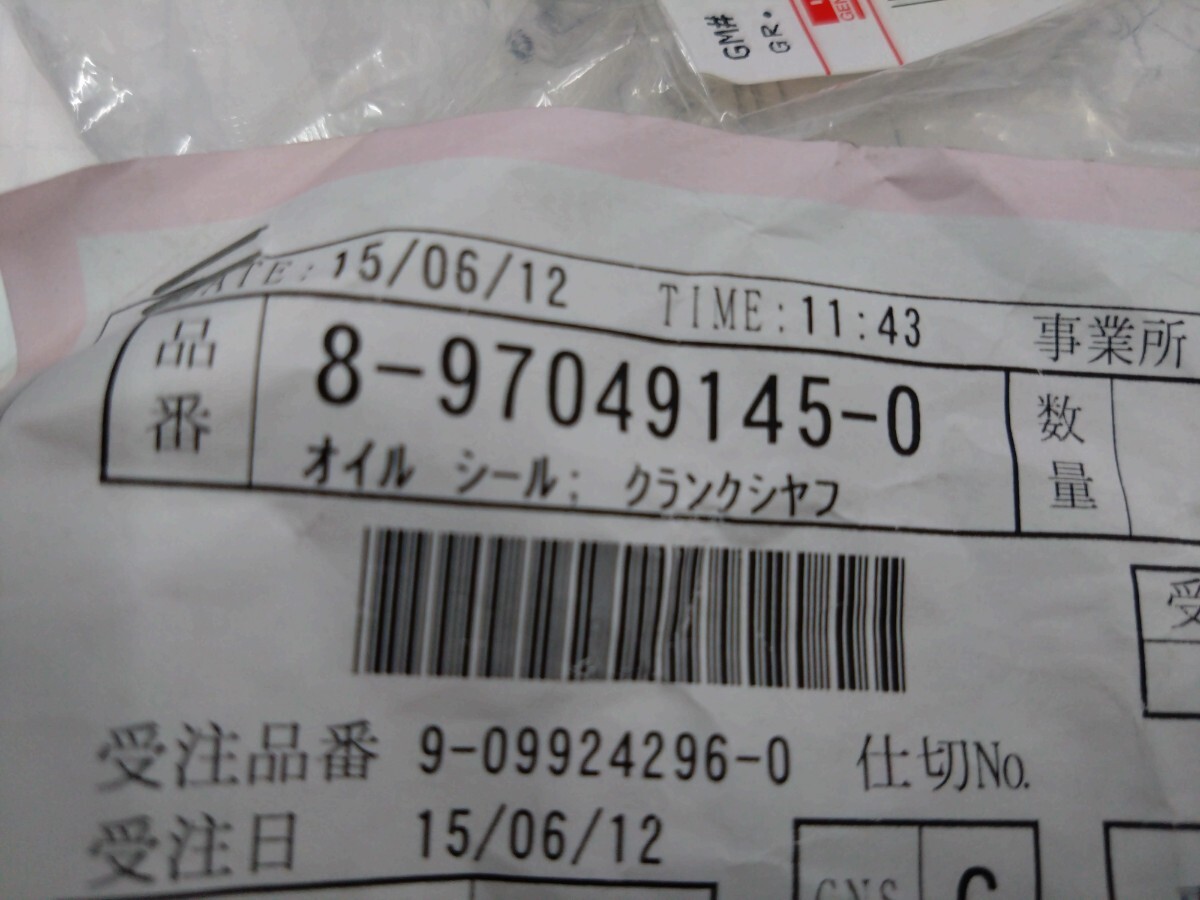 GM#
GR.
DATE: 15/06/12 TIME: 11:43 事業所
品番 8-97049145-0 数量
オイル シール; クランクシヤフ
受注品番 9-09924296-0 仕切No.
受注日 15/06/12